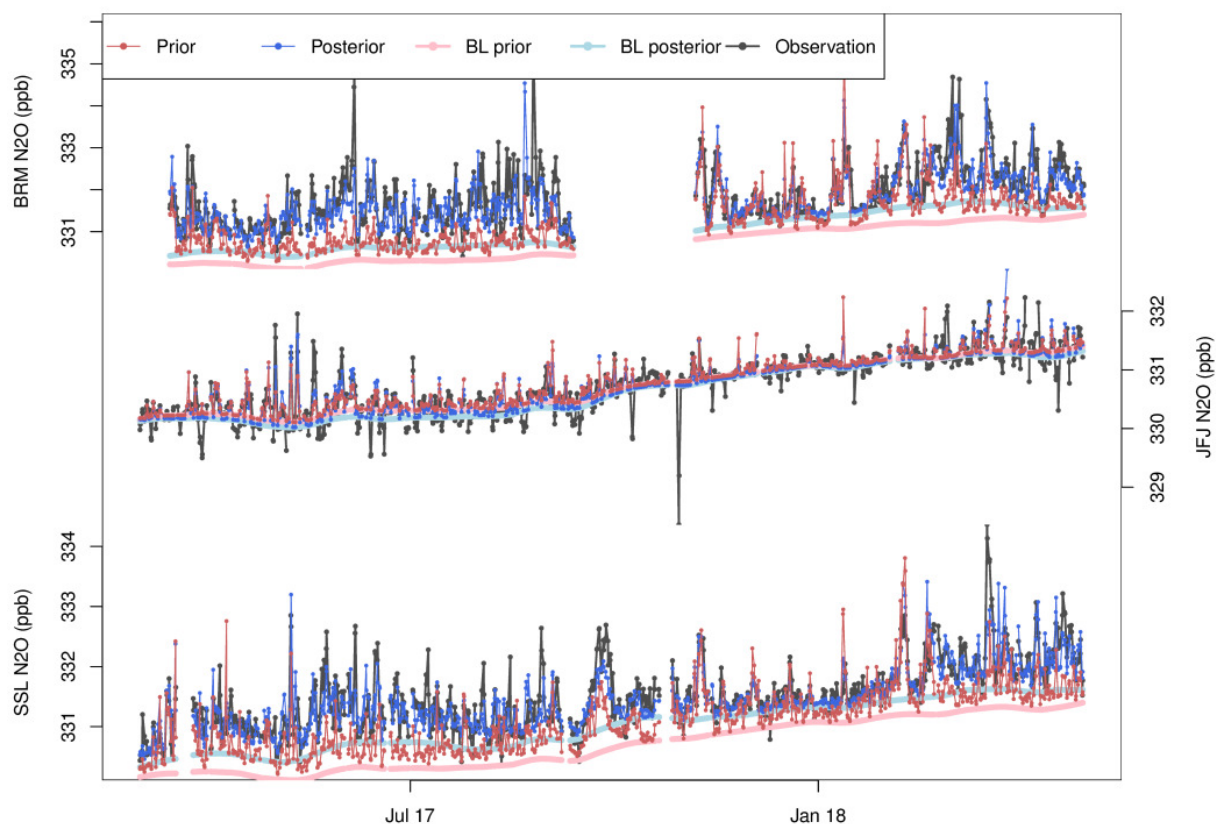 Prior Posterior BL prior BL posterior Observation
BRM N2O (ppb)
335
333
331
JFJ N2O (ppb)
332
331
330
329
SSL N2O (ppb)
334
333
332
331
Jul 17 Jan 18